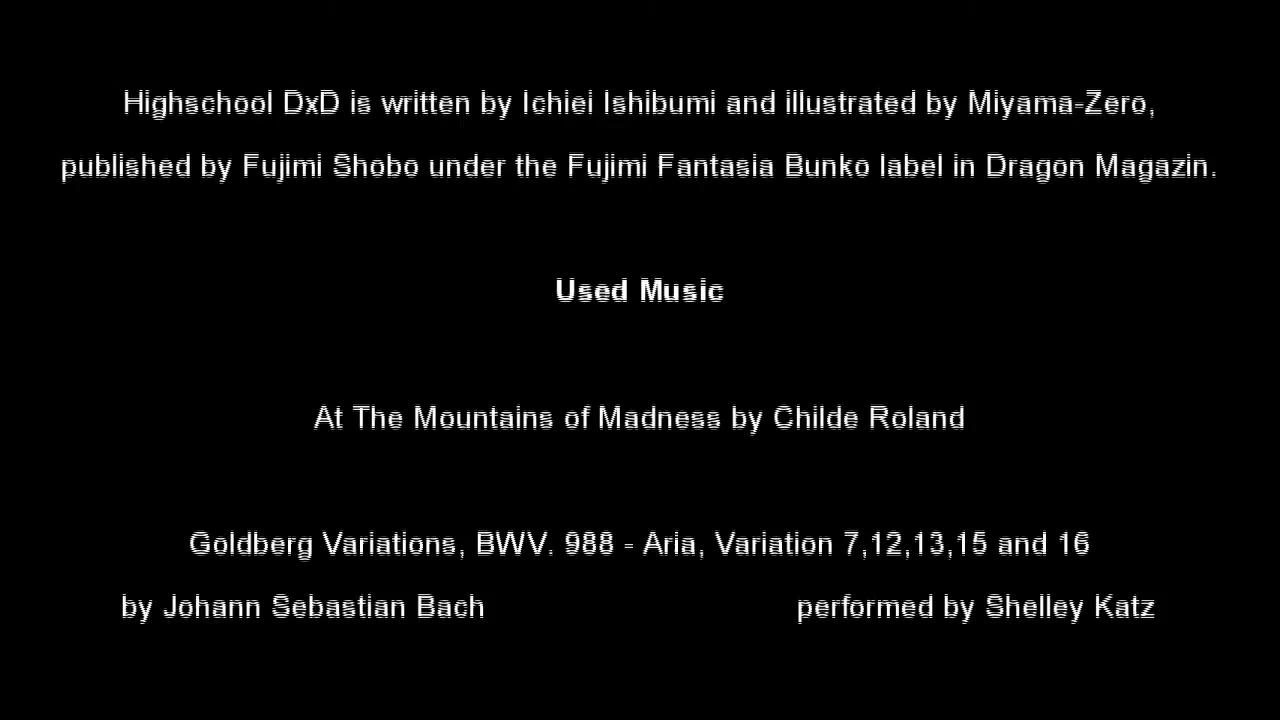 Highschool DxD is written by Ichiei Ishibumi and illustrated by Miyama-Zero,
published by Fujimi Shobo under the Fujimi Fantasia Bunko label in Dragon Magazin.
Used Music
At The Mountains of Madness by Childe Roland
Goldberg Variations, BWV. 988 - Aria, Variation 7,12,13,15 and 16
by Johann Sebastian Bach performed by Shelley Katz